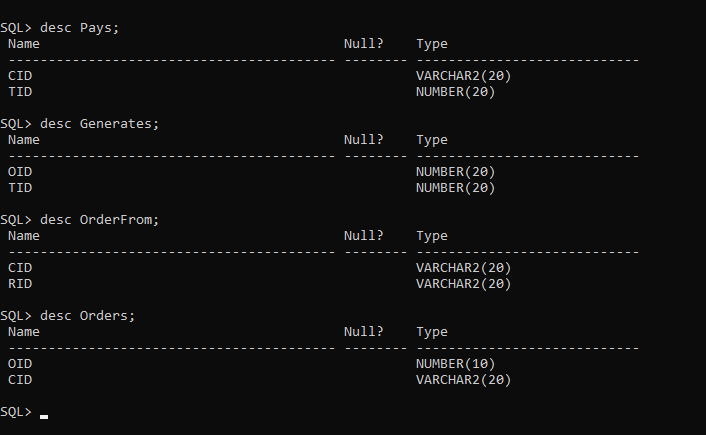 SQL> desc Pays;
 Name                                      Null?    Type
 ----------------------------------------- -------- ----------------------------
 CID                                                VARCHAR2(20)
 TID                                                NUMBER(20)

SQL> desc Generates;
 Name                                      Null?    Type
 ----------------------------------------- -------- ----------------------------
 OID                                                NUMBER(20)
 TID                                                NUMBER(20)

SQL> desc OrderFrom;
 Name                                      Null?    Type
 ----------------------------------------- -------- ----------------------------
 CID                                                VARCHAR2(20)
 RID                                                VARCHAR2(20)

SQL> desc Orders;
 Name                                      Null?    Type
 ----------------------------------------- -------- ----------------------------
 OID                                                NUMBER(10)
 CID                                                VARCHAR2(20)

SQL>